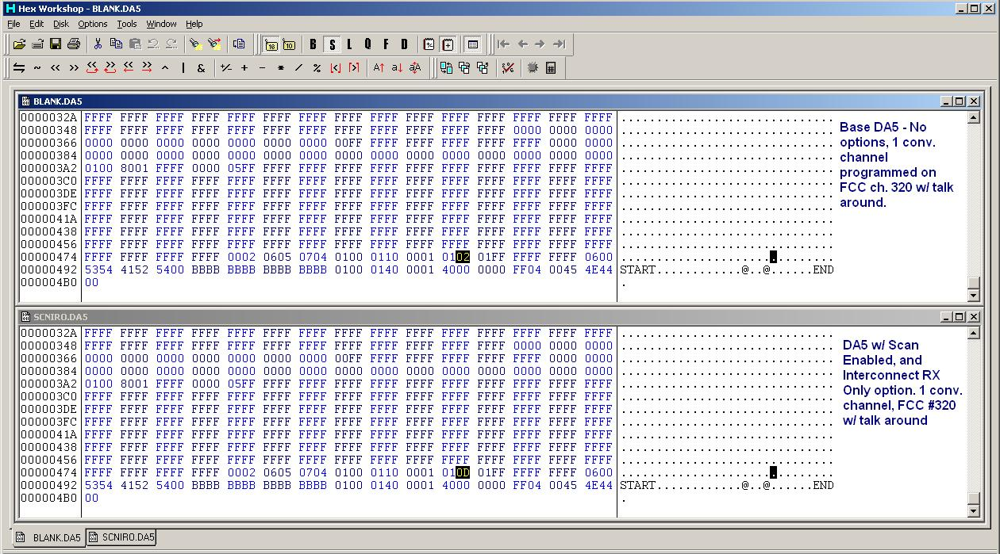 Hex Workshop - BLANK.DA5
File Edit Disk Options Tools Window Help
16 10 B S L Q F D
BLANK.DA5
0000032A FFFF FFFF FFFF FFFF FFFF FFFF FFFF FFFF FFFF FFFF FFFF FFFF FFFF FFFF FFFF ..............................
00000348 FFFF FFFF FFFF FFFF FFFF FFFF FFFF FFFF FFFF FFFF FFFF FFFF 0000 0000 0000 ..............................
00000366 0000 0000 0000 0000 0000 0000 0000 00FF FFFF FFFF FFFF FFFF FFFF 0000 0000 ..............................
00000384 0000 0000 0000 0000 0000 0000 0000 0000 0000 0000 0000 0000 0000 0000 0000 ..............................
000003A2 0100 8001 FFFF 0000 05FF FFFF FFFF FFFF FFFF FFFF FFFF FFFF FFFF FFFF FFFF ..............................
000003C0 FFFF FFFF FFFF FFFF FFFF FFFF FFFF FFFF FFFF FFFF FFFF FFFF FFFF FFFF FFFF ..............................
000003DE FFFF FFFF FFFF FFFF FFFF FFFF FFFF FFFF FFFF FFFF FFFF FFFF FFFF FFFF FFFF ..............................
000003FC FFFF FFFF FFFF FFFF FFFF FFFF FFFF FFFF FFFF FFFF FFFF FFFF FFFF FFFF FFFF ..............................
0000041A FFFF FFFF FFFF FFFF FFFF FFFF FFFF FFFF FFFF FFFF FFFF FFFF FFFF FFFF FFFF ..............................
00000438 FFFF FFFF FFFF FFFF FFFF FFFF FFFF FFFF FFFF FFFF FFFF FFFF FFFF FFFF FFFF ..............................
00000456 FFFF FFFF FFFF FFFF FFFF FFFF FFFF FFFF FFFF FFFF FFFF FFFF FFFF FFFF FFFF ..............................
00000474 FFFF FFFF FFFF FFFF 0002 0605 0704 0100 0110 0001 0102 01FF FFFF FFFF 0600 ..............................
00000492 5354 4152 5400 BBBB BBBB BBBB BBBB 0100 0140 0001 4000 0000 FF04 0045 4E44 START............@..@......END
000004B0 00 .
Base DA5 - No
options, 1 conv.
channel
programmed on
FCC ch. 320 w/ talk
around.
SCNIRO.DA5
0000032A FFFF FFFF FFFF FFFF FFFF FFFF FFFF FFFF FFFF FFFF FFFF FFFF FFFF FFFF FFFF ..............................
00000348 FFFF FFFF FFFF FFFF FFFF FFFF FFFF FFFF FFFF FFFF FFFF FFFF 0000 0000 0000 ..............................
00000366 0000 0000 0000 0000 0000 0000 0000 00FF FFFF FFFF FFFF FFFF FFFF 0000 0000 ..............................
00000384 0000 0000 0000 0000 0000 0000 0000 0000 0000 0000 0000 0000 0000 0000 0000 ..............................
000003A2 0100 8001 FFFF 0000 05FF FFFF FFFF FFFF FFFF FFFF FFFF FFFF FFFF FFFF FFFF ..............................
000003C0 FFFF FFFF FFFF FFFF FFFF FFFF FFFF FFFF FFFF FFFF FFFF FFFF FFFF FFFF FFFF ..............................
000003DE FFFF FFFF FFFF FFFF FFFF FFFF FFFF FFFF FFFF FFFF FFFF FFFF FFFF FFFF FFFF ..............................
000003FC FFFF FFFF FFFF FFFF FFFF FFFF FFFF FFFF FFFF FFFF FFFF FFFF FFFF FFFF FFFF ..............................
0000041A FFFF FFFF FFFF FFFF FFFF FFFF FFFF FFFF FFFF FFFF FFFF FFFF FFFF FFFF FFFF ..............................
00000438 FFFF FFFF FFFF FFFF FFFF FFFF FFFF FFFF FFFF FFFF FFFF FFFF FFFF FFFF FFFF ..............................
00000456 FFFF FFFF FFFF FFFF FFFF FFFF FFFF FFFF FFFF FFFF FFFF FFFF FFFF FFFF FFFF ..............................
00000474 FFFF FFFF FFFF FFFF 0002 0605 0704 0100 0110 0001 010D 01FF FFFF FFFF 0600 ..............................
00000492 5354 4152 5400 BBBB BBBB BBBB BBBB 0100 0140 0001 4000 0000 FF04 0045 4E44 START............@..@......END
000004B0 00 .
DA5 w/ Scan
Enabled, and
Interconnect RX
Only option. 1 conv.
channel, FCC #320
w/ talk around
BLANK.DA5 SCNIRO.DA5